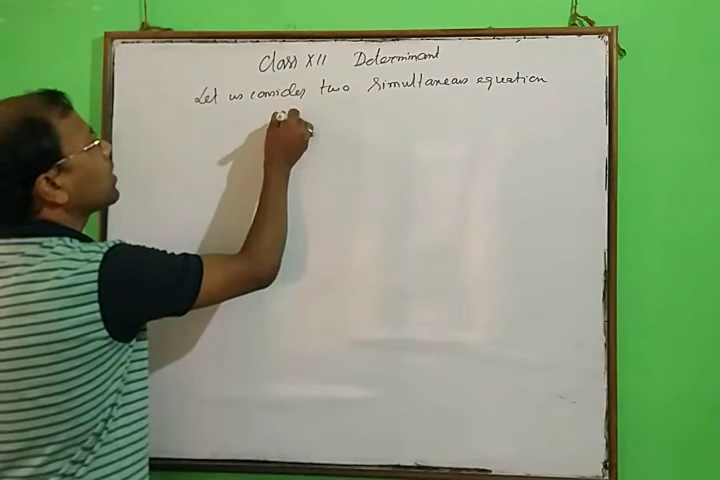 Class XII Determinant
Let us consider two Simultaneous equation